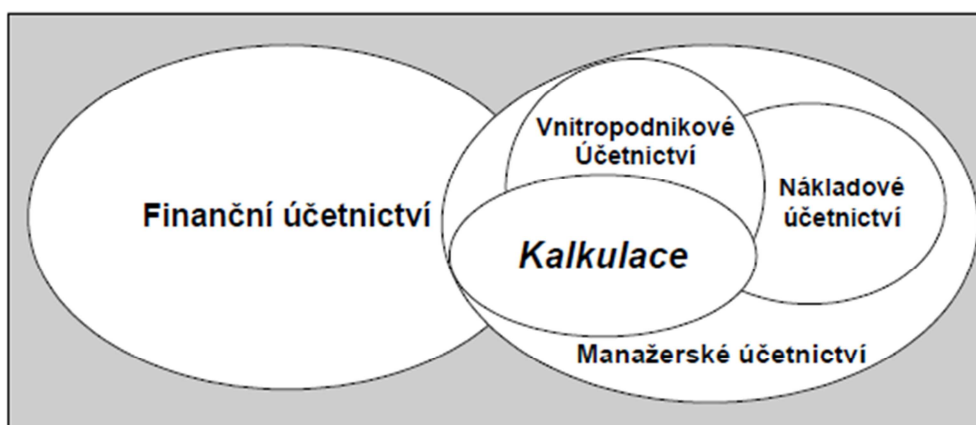 Finanční účetnictví
Vnitropodnikové
Účetnictví
Nákladové
účetnictví
Kalkulace
Manažerské účetnictví